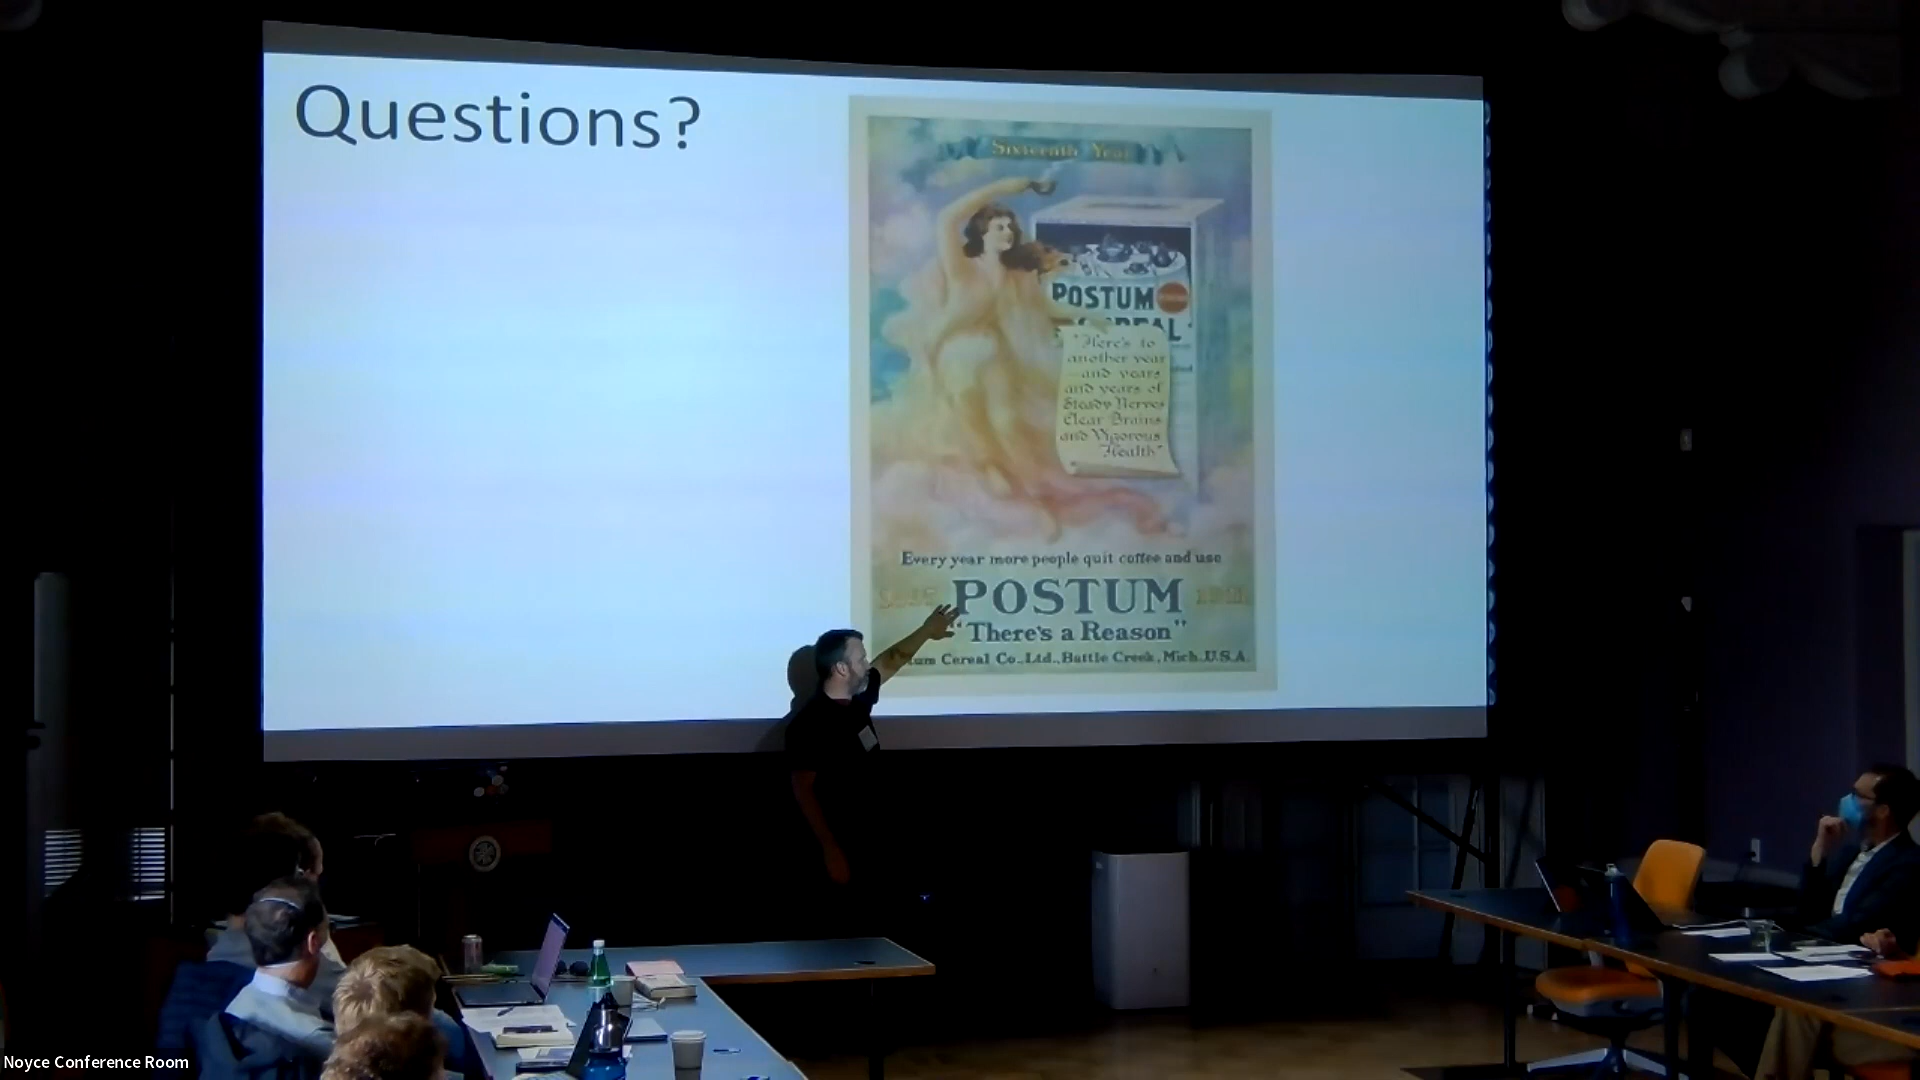 Questions?
Sixteenth Year
POSTUM
"Here's to
another year
and years
and years of
Steady Nerves
Clear Brains
and Vigorous
Health"
Every year more people quit coffee and use
POSTUM
"There's a Reason"
Cereal Co., Ltd., Battle Creek, Mich. U.S.A.
Noyce Conference Room